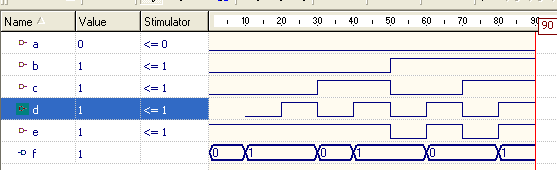 Name Value Stimulator 10 20 30 40 50 60 70 80 90
90
a 0 <= 0
b 1 <= 1
c 1 <= 1
d 1 <= 1
e 1 <= 1
f 1 0 1 0 1 0 1